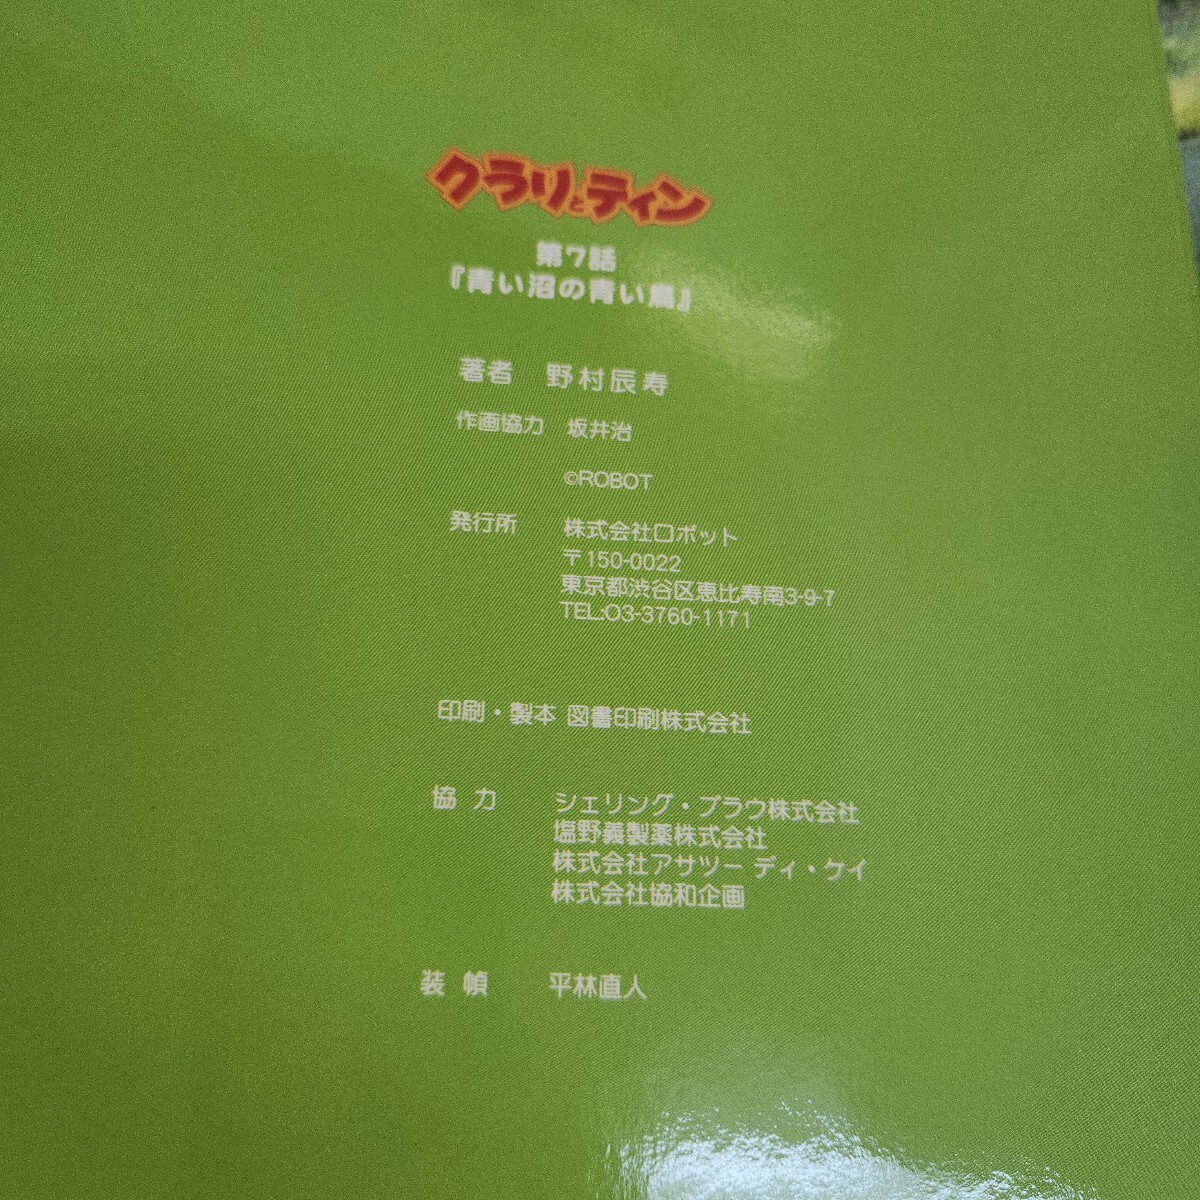 クラリとティン
第7話
『青い沼の青い鳥』
著者 野村辰寿
作画協力 坂井治
©ROBOT
発行所 株式会社ロボット
〒150-0022
東京都渋谷区恵比寿南3-9-7
TEL:03-3760-1171
印刷・製本 図書印刷株式会社
協力 シェリング・プラウ株式会社
塩野義製薬株式会社
株式会社アサツー ディ・ケイ
株式会社協和企画
装幀 平林直人